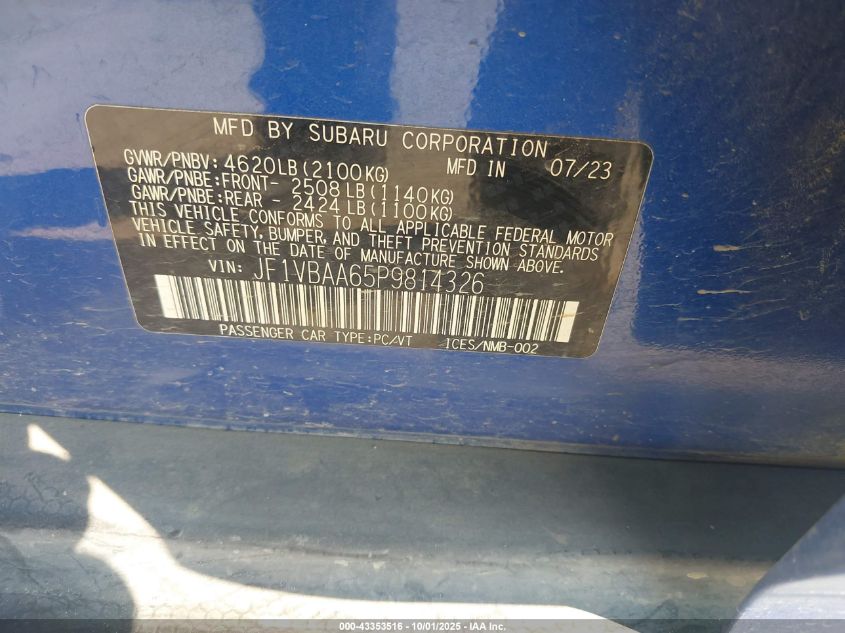 MFD BY SUBARU CORPORATION
GVWR/PNBV: 4620LB (2100KG) MFD IN 07/23
GAWR/PNBE: FRONT- 2508 LB (1140KG)
GAWR/PNBE: REAR - 2424 LB (1100KG)
THIS VEHICLE CONFORMS TO ALL APPLICABLE FEDERAL MOTOR
VEHICLE SAFETY, BUMPER, AND THEFT PREVENTION STANDARDS
IN EFFECT ON THE DATE OF MANUFACTURE SHOWN ABOVE.
VIN: JF1VBAA65P9814326
PASSENGER CAR TYPE:PC/VT ICES/NMB-002
000-43353516 - 10/01/2025 - IAA Inc.